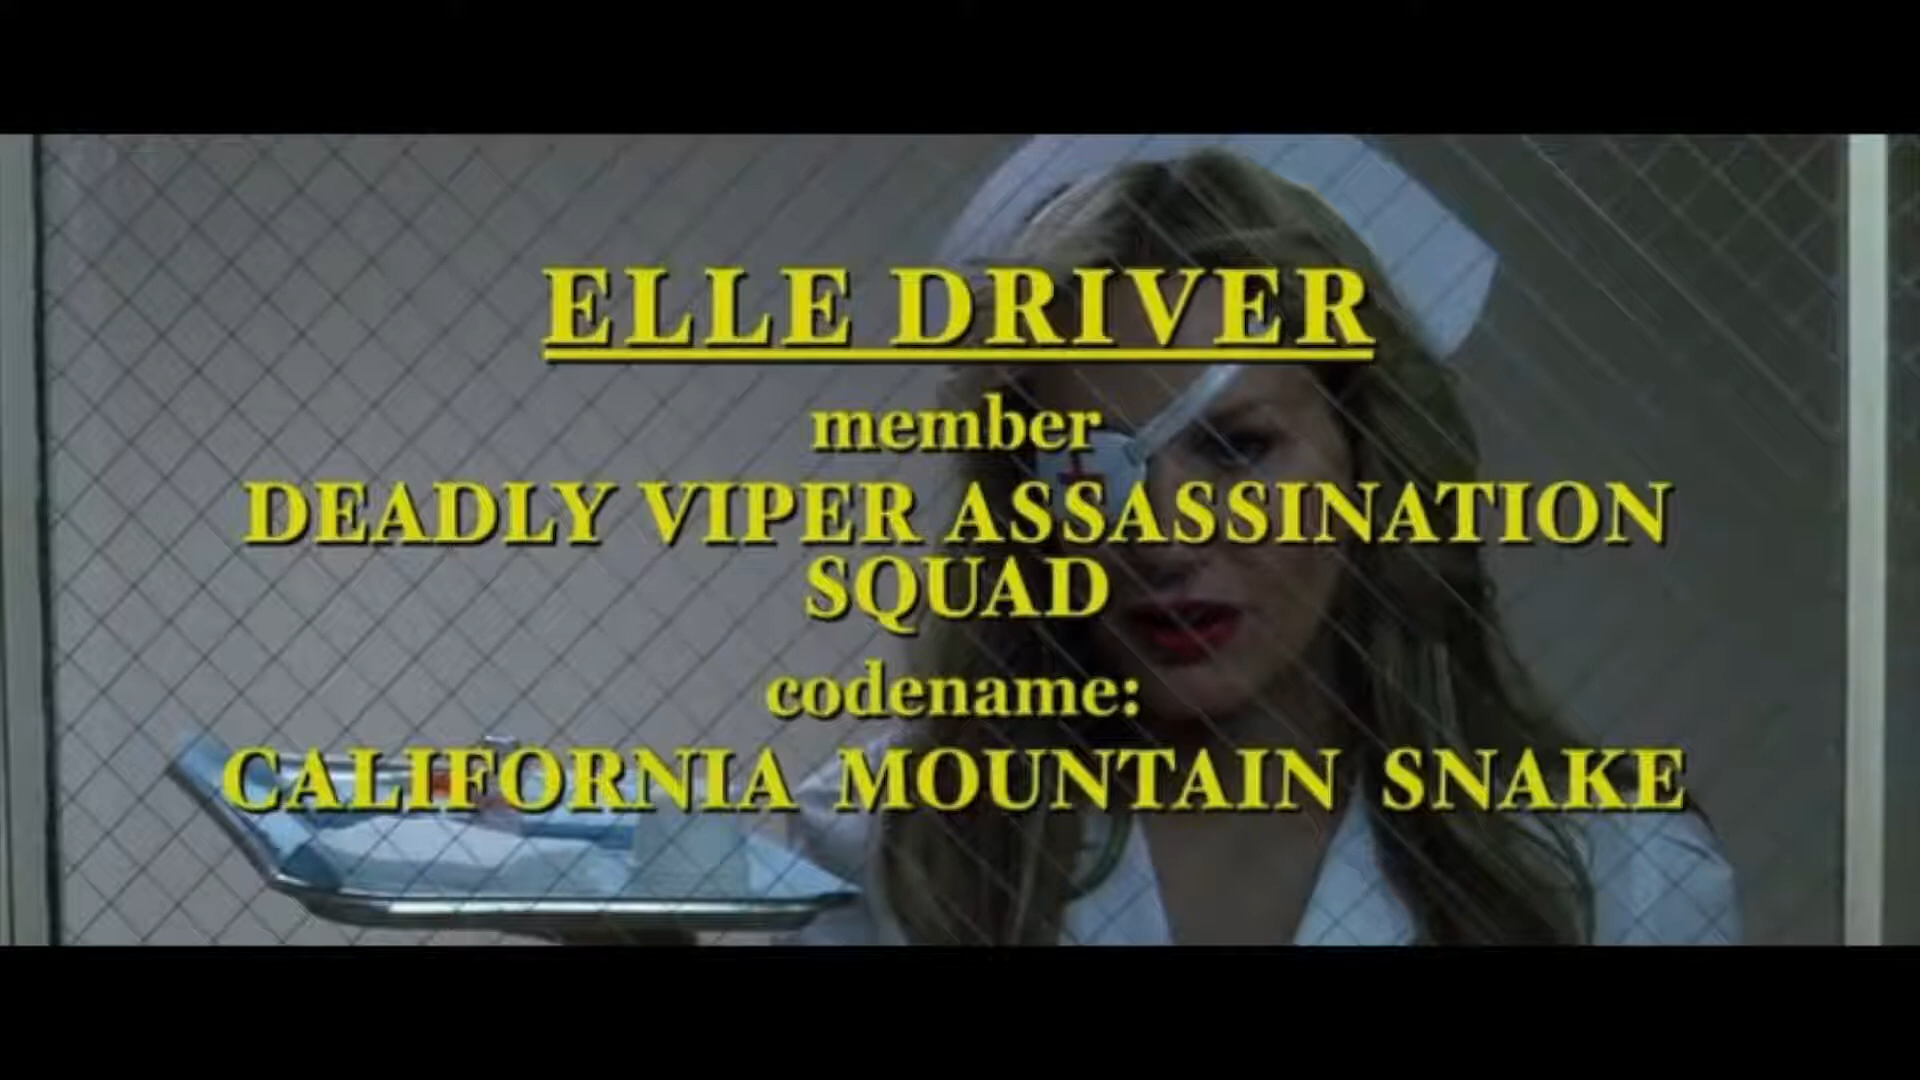 ELLE DRIVER
member
DEADLY VIPER ASSASSINATION
SQUAD
codename:
CALIFORNIA MOUNTAIN SNAKE